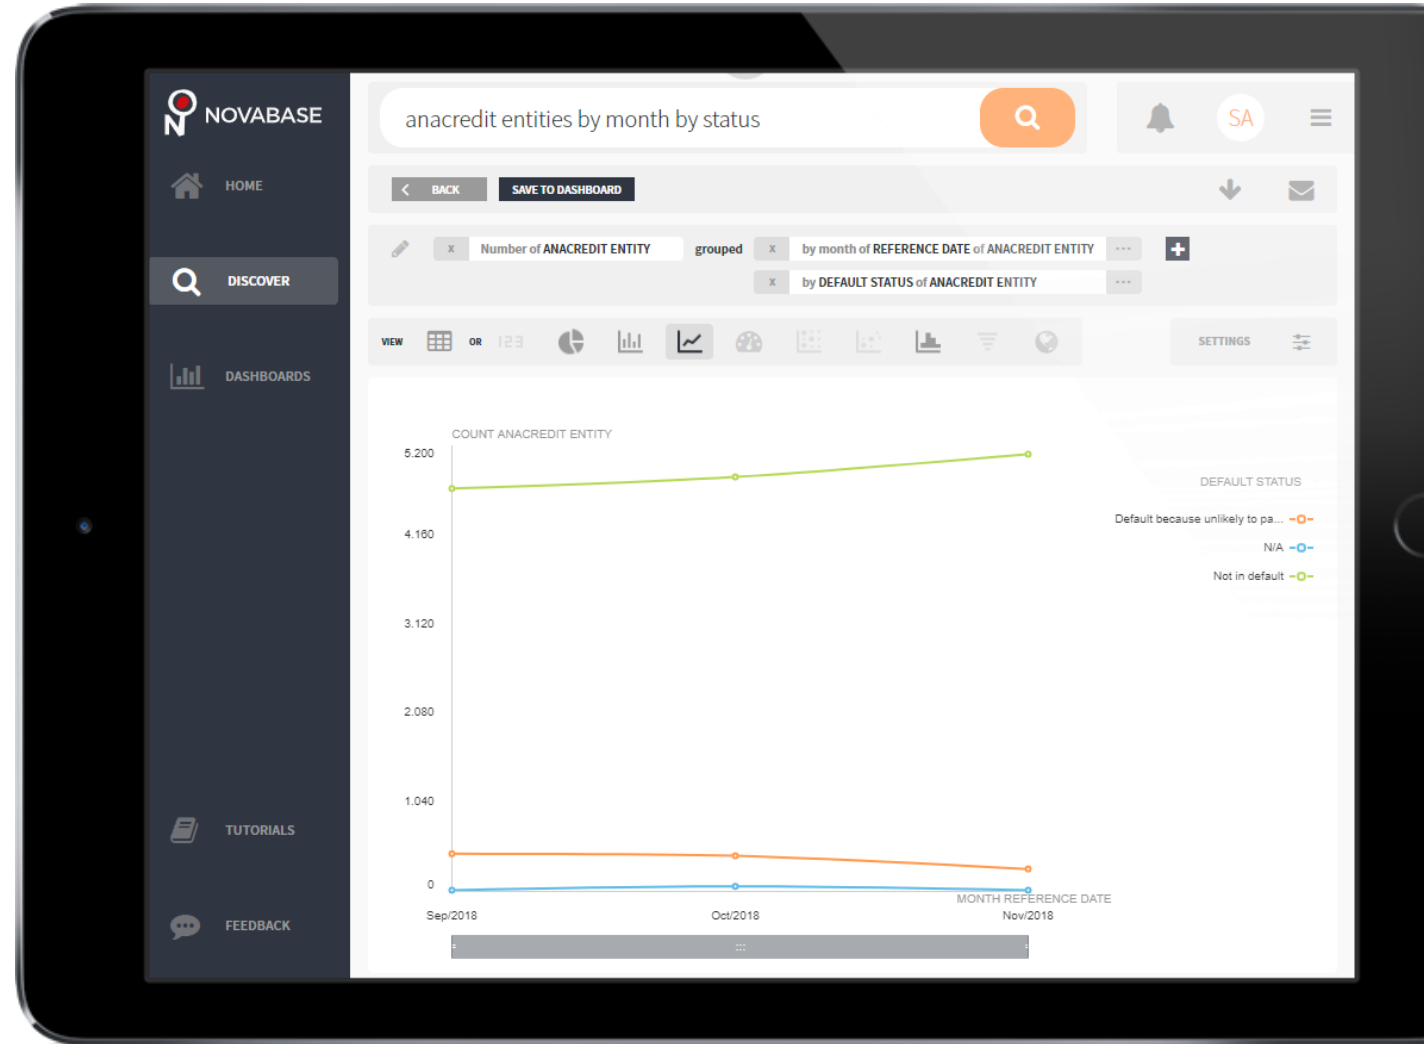 NOVABASE
anacredit entities by month by status
SA
HOME
BACK
SAVE TO DASHBOARD
x Number of ANACREDIT ENTITY grouped x by month of REFERENCE DATE of ANACREDIT ENTITY ...
x by DEFAULT STATUS of ANACREDIT ENTITY ...
DISCOVER
VIEW OR 123
SETTINGS
DASHBOARDS
COUNT ANACREDIT ENTITY
5.200
4.160
3.120
2.080
1.040
0
DEFAULT STATUS
Default because unlikely to pa...
N/A
Not in default
MONTH REFERENCE DATE
Sep/2018 Oct/2018 Nov/2018
TUTORIALS
FEEDBACK